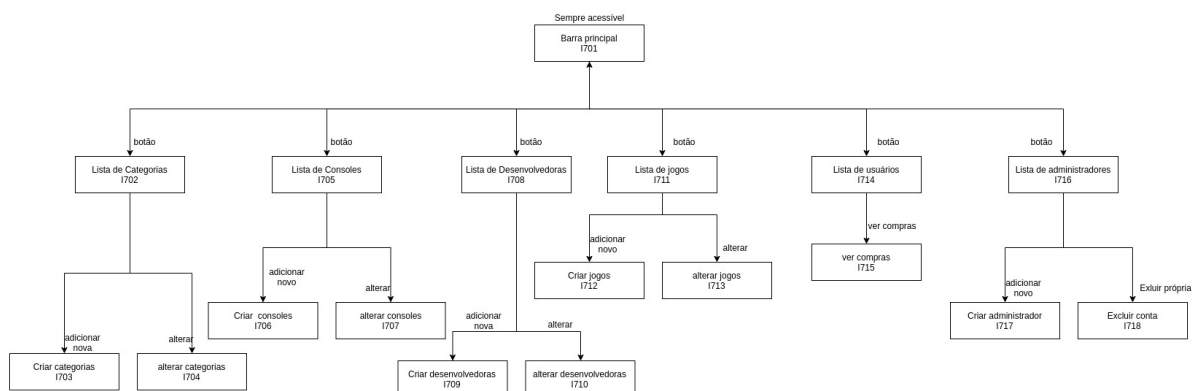 Sempre acessível
Barra principal
I701
botão
botão
botão
botão
botão
botão
Lista de Categorias
I702
Lista de Consoles
I705
Lista de Desenvolvedoras
I708
Lista de jogos
I711
Lista de usuários
I714
Lista de administradores
I716
ver compras
adicionar
novo
alterar
ver compras
I715
adicionar
novo
Criar jogos
I712
alterar jogos
I713
alterar
adicionar
novo
Exluir própria
Criar consoles
I706
alterar consoles
I707
Criar administrador
I717
Excluir conta
I718
adicionar
nova
alterar
adicionar
nova
alterar
Criar categorias
I703
alterar categorias
I704
Criar desenvolvedoras
I709
alterar desenvolvedoras
I710